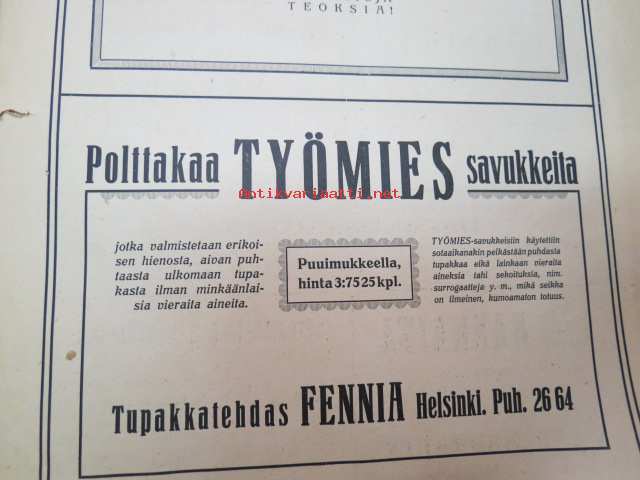 TEOKSIA!
Polttakaa TYÖMIES savukkeita
Antikvariaatti.net
jotka valmistetaan erikoi-
sen hienosta, aivan puh-
taasta ulkomaan tupa-
kasta ilman minkäänlai-
sia vieraita aineita.
Puuimukkeella,
hinta 3:75 25 kpl.
TYÖMIES-savukkeisiin käytettiin
sotaaikanakin pelkästään puhdasta
tupakkaa eikä lainkaan vieraita
aineksia tahi sekoituksia, nim.
surrogaatteja y. m., mikä seikka
on ilmeinen, kumoamaton totuus.
Tupakkatehdas FENNIA Helsinki. Puh. 26 64